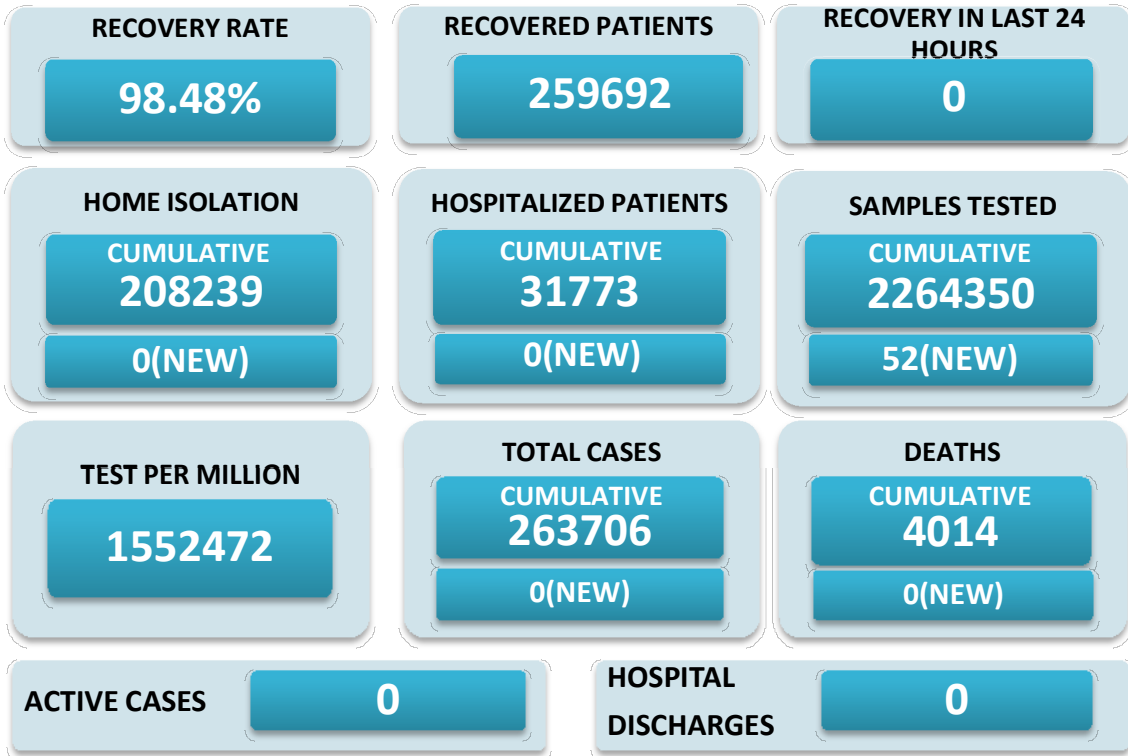 RECOVERY RATE
98.48%
RECOVERED PATIENTS
259692
RECOVERY IN LAST 24
HOURS
0
HOME ISOLATION
CUMULATIVE
208239
0(NEW)
HOSPITALIZED PATIENTS
CUMULATIVE
31773
0(NEW)
SAMPLES TESTED
CUMULATIVE
2264350
52(NEW)
TEST PER MILLION
1552472
TOTAL CASES
CUMULATIVE
263706
0(NEW)
DEATHS
CUMULATIVE
4014
0(NEW)
ACTIVE CASES
0
HOSPITAL
DISCHARGES
0